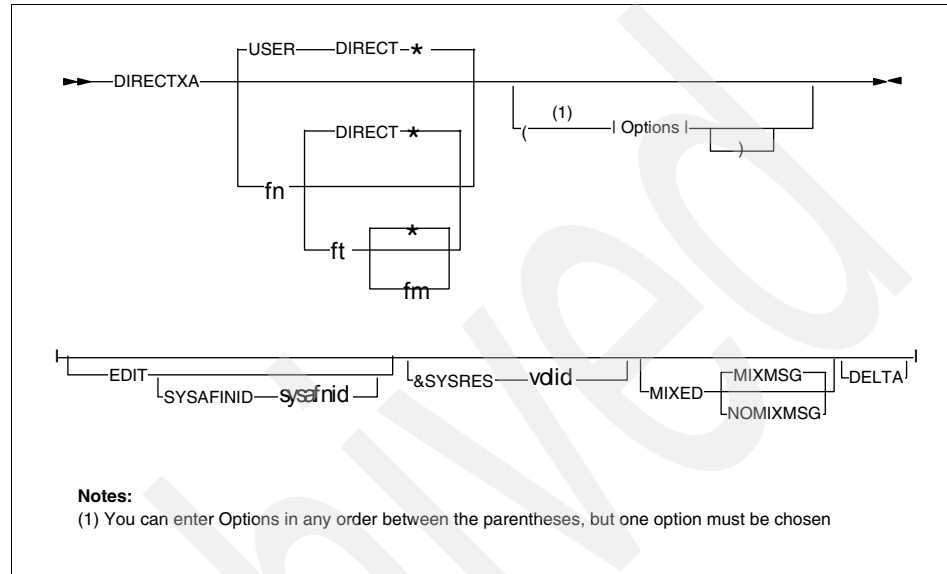 USER DIRECT *
DIRECTXA
(1)
DIRECT *
( | Options |
)
fn
*
ft
fm
EDIT
SYSAFINID sysafnid
&SYSRES vdid
MIXED
MIXMSG
DELTA
NOMIXMSG
Notes:
(1) You can enter Options in any order between the parentheses, but one option must be chosen